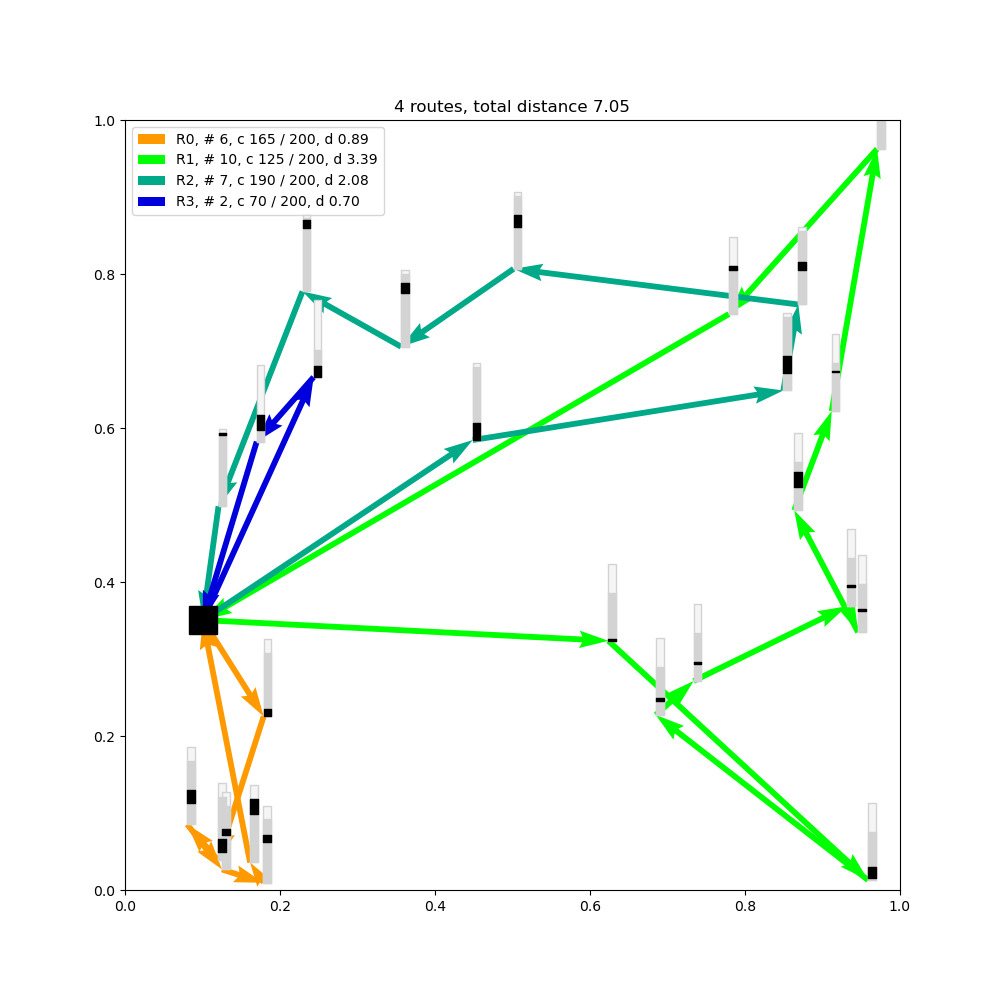 4 routes, total distance 7.05
R0, # 6, c 165 / 200, d 0.89
R1, # 10, c 125 / 200, d 3.39
R2, # 7, c 190 / 200, d 2.08
R3, # 2, c 70 / 200, d 0.70
1.0
0.8
0.6
0.4
0.2
0.0
0.0 0.2 0.4 0.6 0.8 1.0